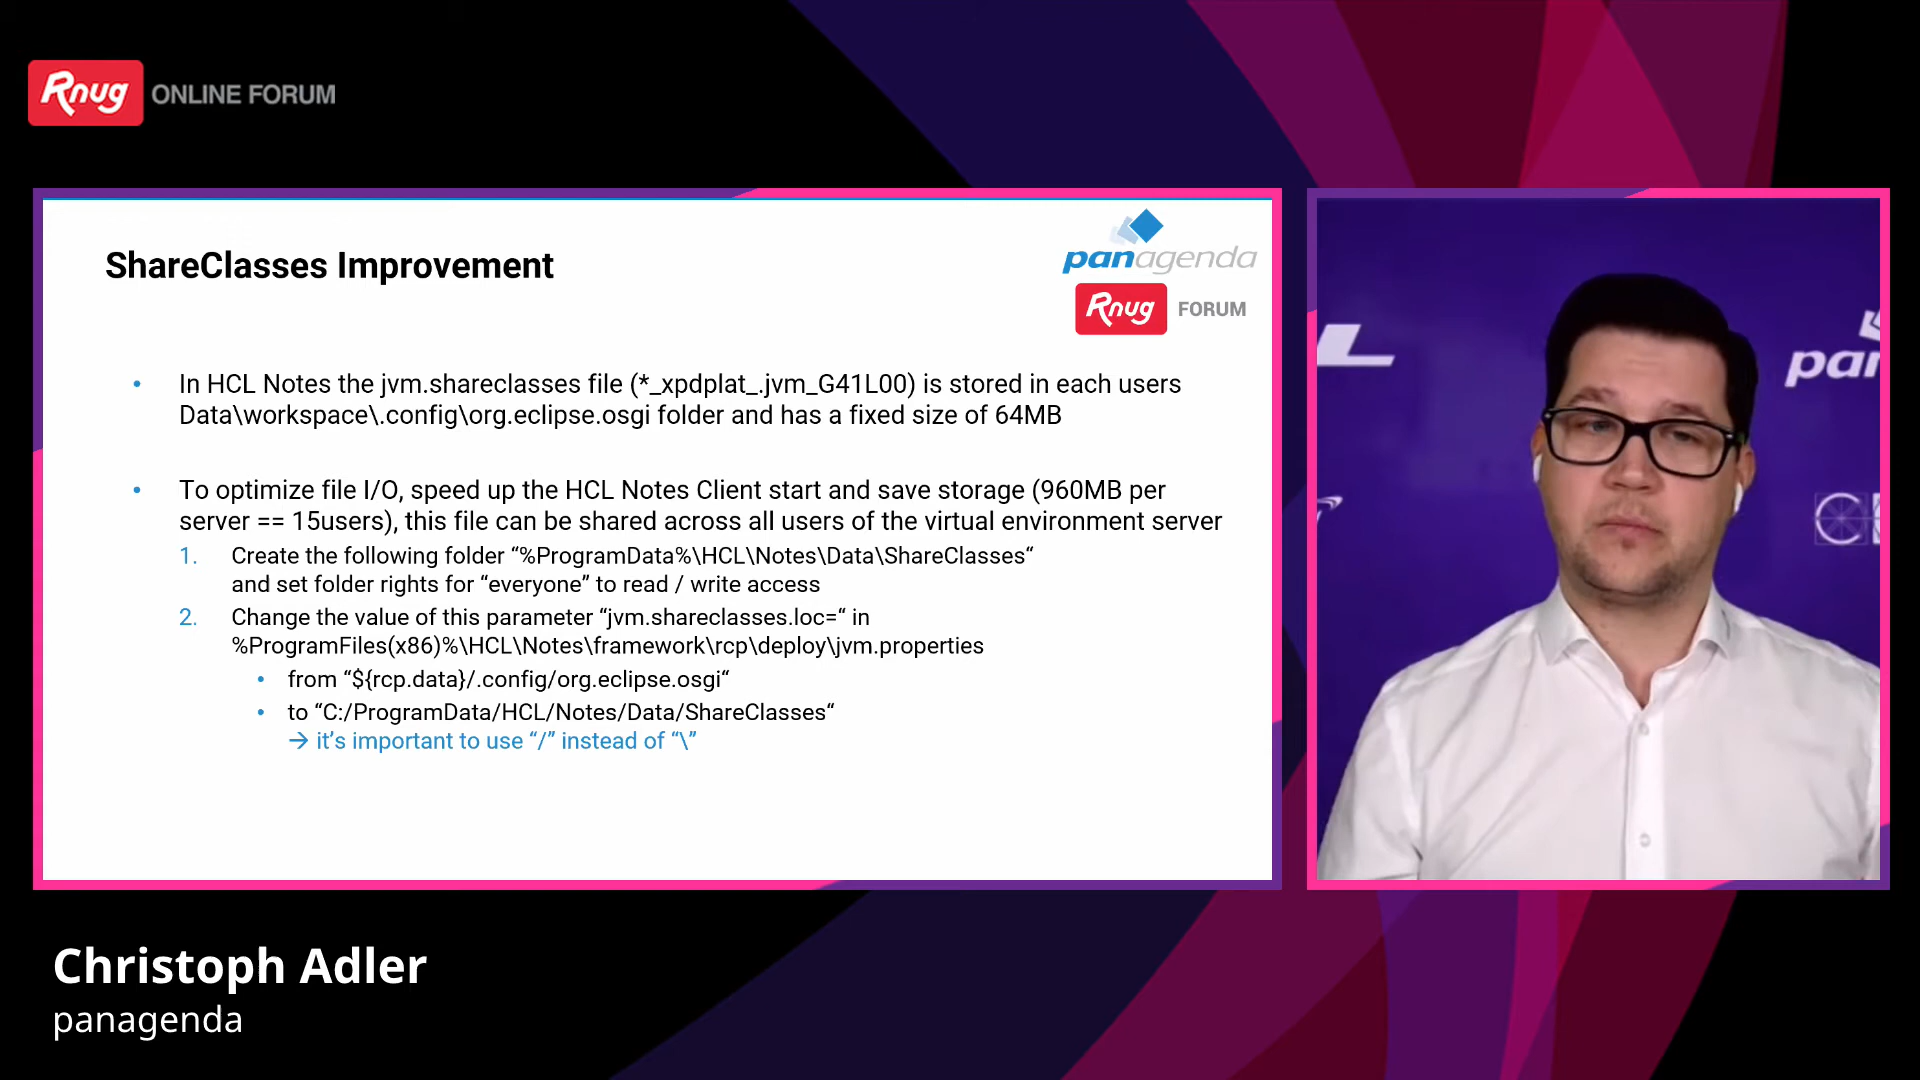 Rnug ONLINE FORUM
ShareClasses Improvement
panagenda
Rnug FORUM
• In HCL Notes the jvm.shareclasses file (*_xpdplat_.jvm_G41L00) is stored in each users
Data\workspace\.config\org.eclipse.osgi folder and has a fixed size of 64MB
• To optimize file I/O, speed up the HCL Notes Client start and save storage (960MB per
server == 15users), this file can be shared across all users of the virtual environment server
1. Create the following folder “%ProgramData%\HCL\Notes\Data\ShareClasses“
and set folder rights for “everyone” to read / write access
2. Change the value of this parameter “jvm.shareclasses.loc=“ in
%ProgramFiles(x86)%\HCL\Notes\framework\rcp\deploy\jvm.properties
• from “${rcp.data}/.config/org.eclipse.osgi“
• to “C:/ProgramData/HCL/Notes/Data/ShareClasses“
→ it’s important to use “/” instead of “\”
L
pa
Christoph Adler
panagenda